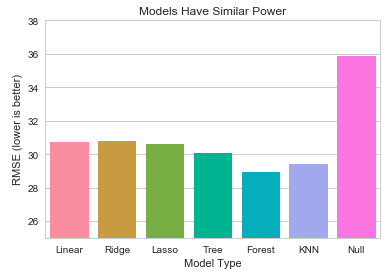 Models Have Similar Power
38
36
34
32
30
28
26
RMSE (lower is better)
Linear Ridge Lasso Tree Forest KNN Null
Model Type